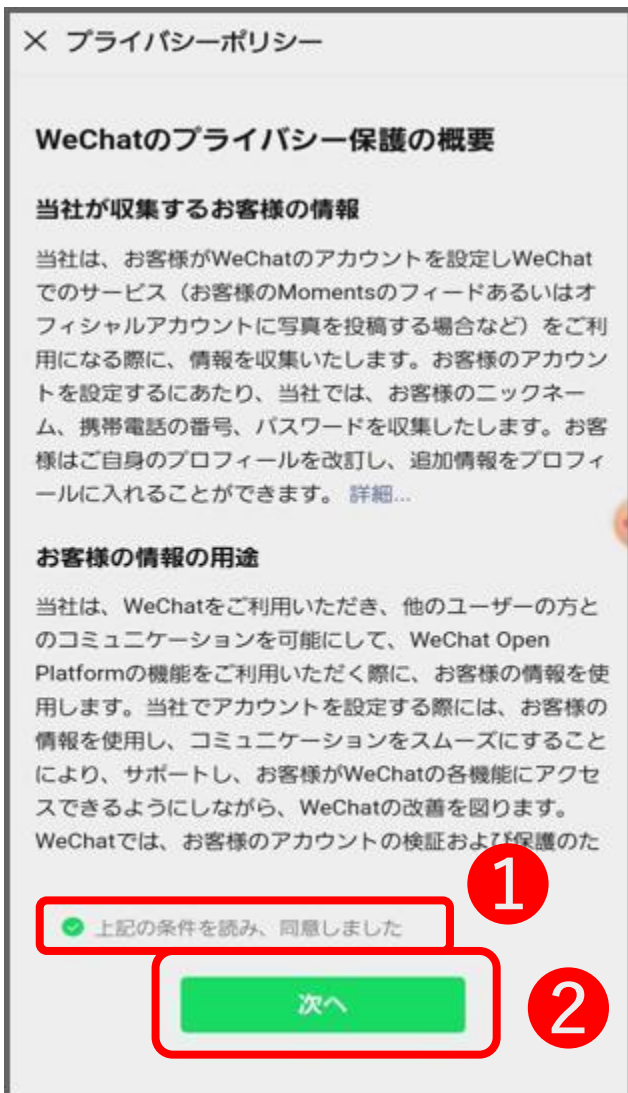 × プライバシーポリシー
WeChatのプライバシー保護の概要
当社が収集するお客様の情報
当社は、お客様がWeChatのアカウントを設定しWeChat
でのサービス（お客様のMomentsのフィードあるいはオ
フィシャルアカウントに写真を投稿する場合など）をご利
用になる際に、情報を収集いたします。お客様のアカウン
トを設定するにあたり、当社では、お客様のニックネー
ム、携帯電話の番号、パスワードを収集したします。お客
様はご自身のプロフィールを改訂し、追加情報をプロフィ
ールに入れることができます。 詳細...
お客様の情報の用途
当社は、WeChatをご利用いただき、他のユーザーの方と
のコミュニケーションを可能にして、WeChat Open
Platformの機能をご利用いただく際に、お客様の情報を使
用します。当社でアカウントを設定する際には、お客様の
情報を使用し、コミュニケーションをスムーズにすること
により、サポートし、お客様がWeChatの各機能にアクセ
スできるようにしながら、WeChatの改善を図ります。
WeChatでは、お客様のアカウントの検証および保護のた
1
上記の条件を読み、同意しました
次へ
2